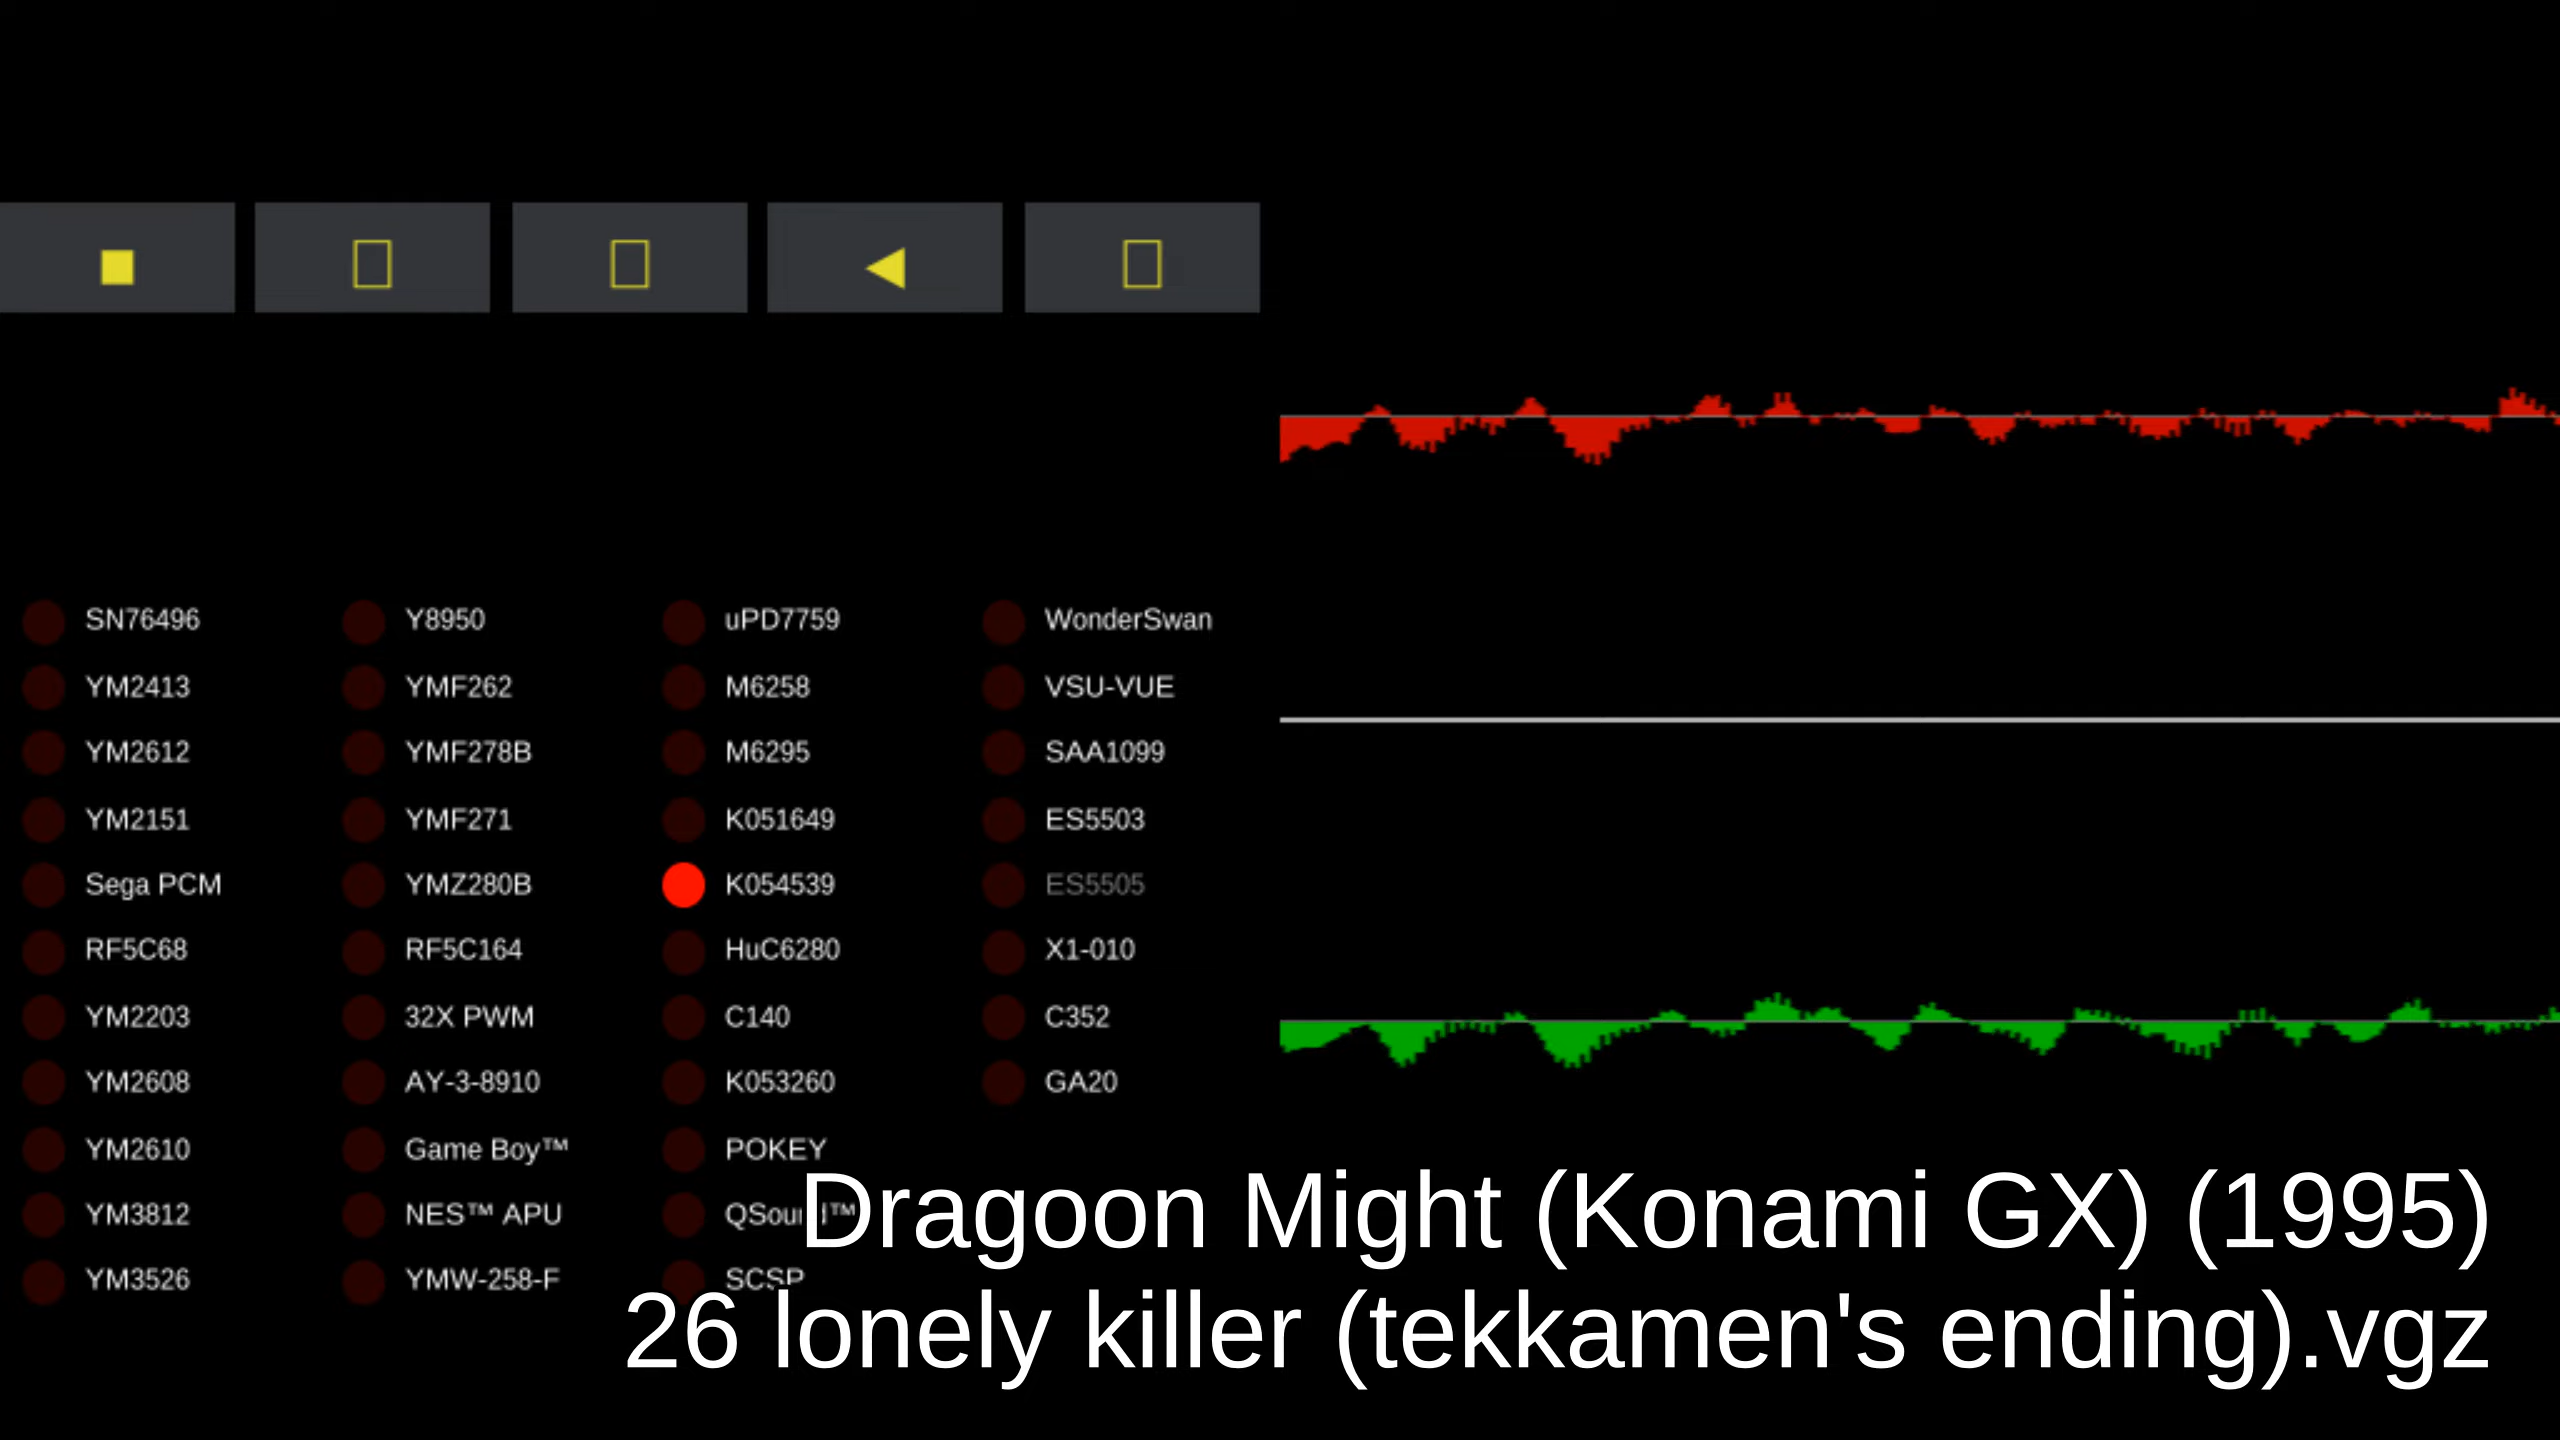 SN76496
YM2413
YM2612
YM2151
Sega PCM
RF5C68
YM2203
YM2608
YM2610
YM3812
YM3526
Y8950
YMF262
YMF278B
YMF271
YMZ280B
RF5C164
32X PWM
AY-3-8910
Game Boy™
NES™ APU
YMW-258-F
uPD7759
M6258
M6295
K051649
K054539
HuC6280
C140
K053260
POKEY
QSound™
SCSP
WonderSwan
VSU-VUE
SAA1099
ES5503
ES5505
X1-010
C352
GA20
Dragoon Might (Konami GX) (1995)
26 lonely killer (tekkamen's ending).vgz